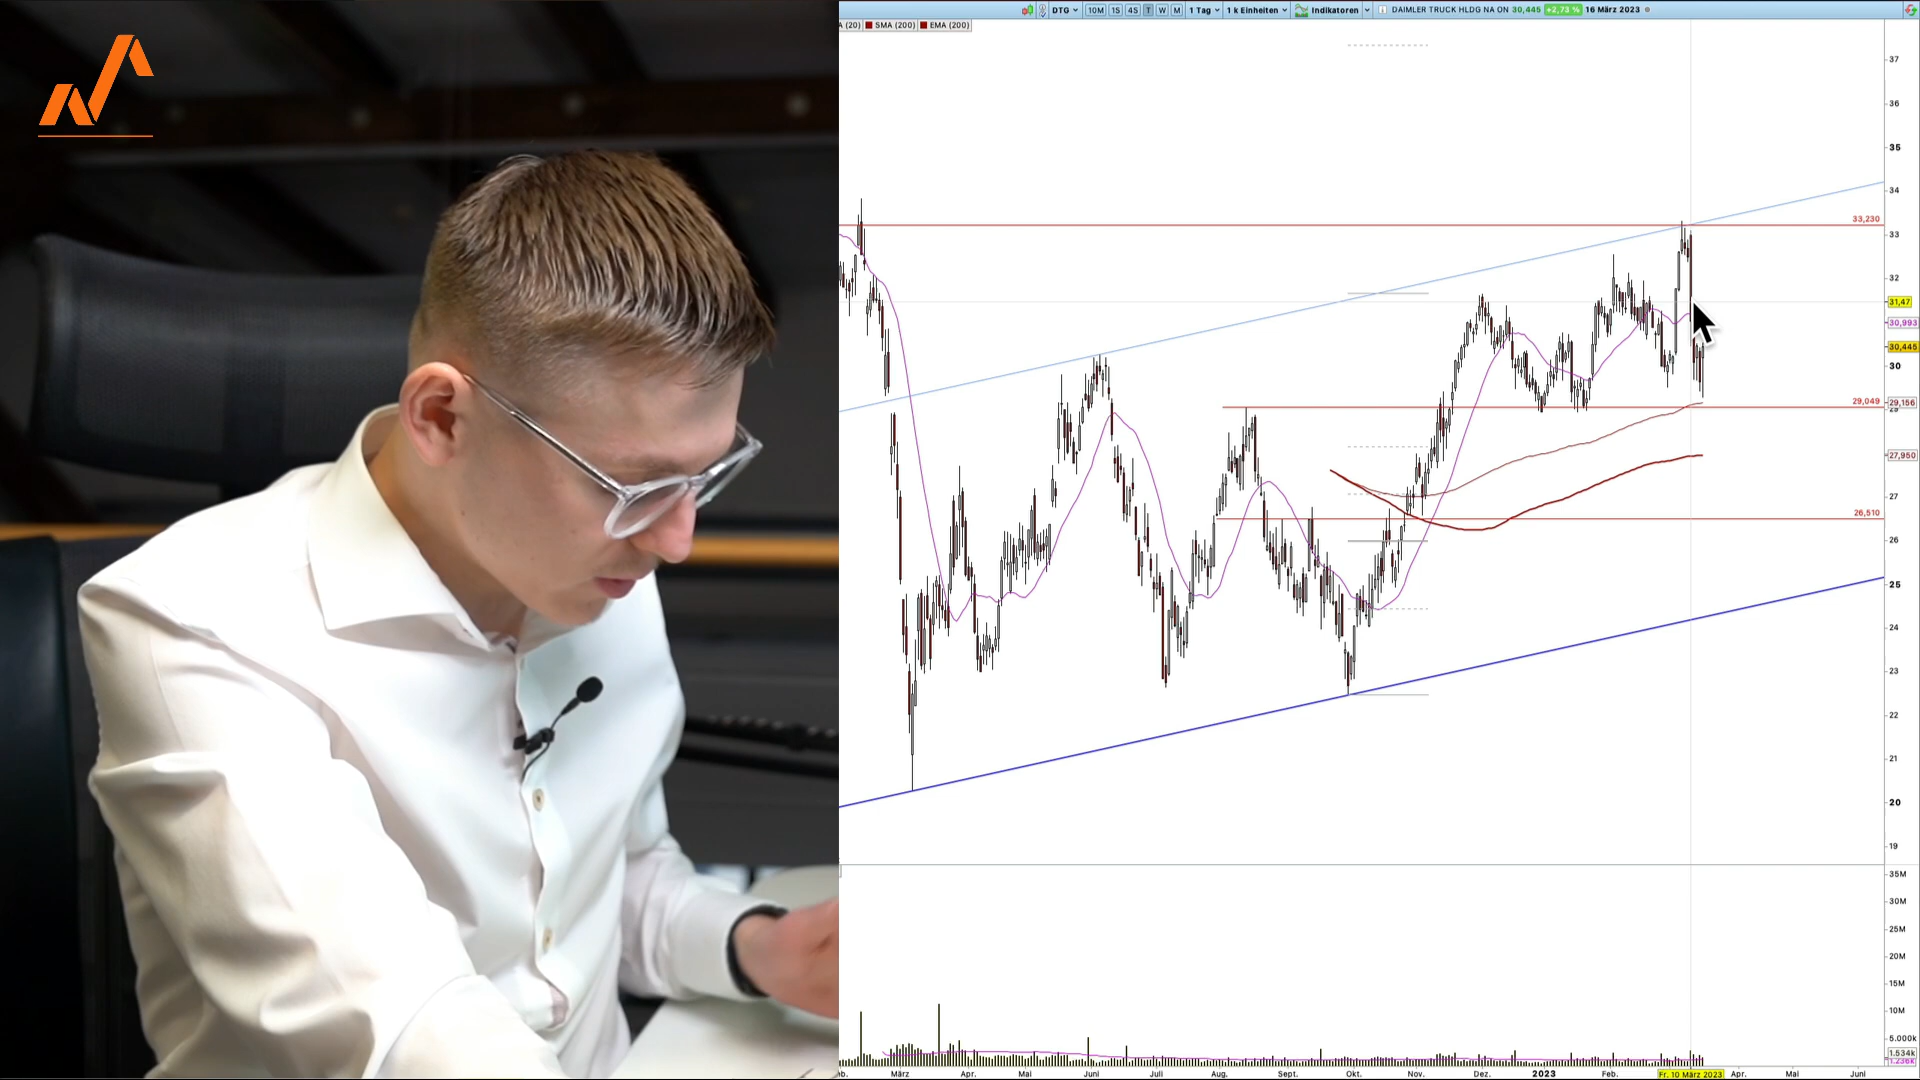 DTG 10M 1S 4S T W M 1 Tag 1 k Einheiten Indikatoren DAIMLER TRUCK HLDG NA ON 30,445 +2,73 % 16 März 2023
A (20) SMA (200) EMA (200)
37
36
35
34
33,230
33
32
31,47
30,993
30,445
30
29,049 29,156
27,950
27
26,510
26
25
24
23
22
21
20
19
35M
30M
25M
20M
15M
10M
5.000k
1.534k
März Apr. Mai Juni Juli Aug. Sept. Okt. Nov. Dez. 2023 Feb. Fr. 10 März 2023 Apr. Mai Juni